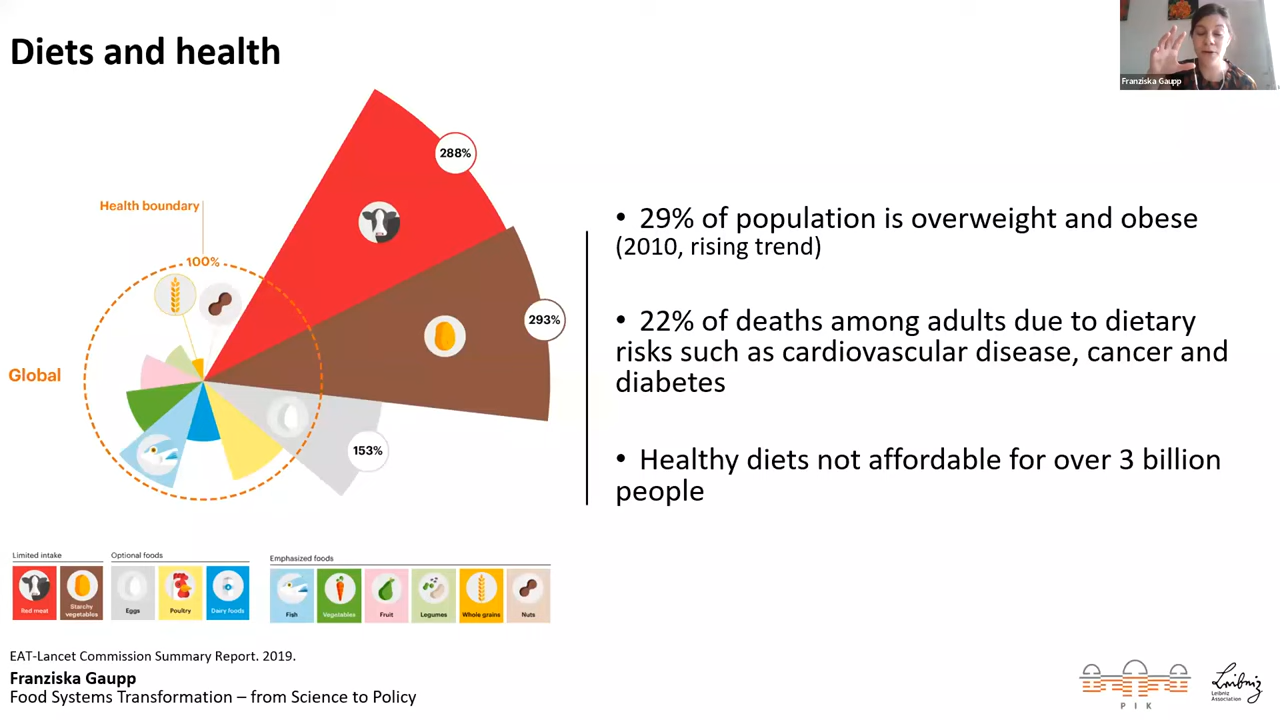 Diets and health
Franziska Gaupp
288%
Health boundary
100%
293%
Global
153%
• 29% of population is overweight and obese
(2010, rising trend)
• 22% of deaths among adults due to dietary
risks such as cardiovascular disease, cancer and
diabetes
• Healthy diets not affordable for over 3 billion
people
Limited intake
Optional foods
Emphasized foods
Red meat
Starchy
vegetables
Eggs
Poultry
Dairy foods
Fish
Vegetables
Fruit
Legumes
Whole grains
Nuts
EAT-Lancet Commission Summary Report. 2019.
Franziska Gaupp
Food Systems Transformation – from Science to Policy
P I K
Leibniz
Leibniz
Association